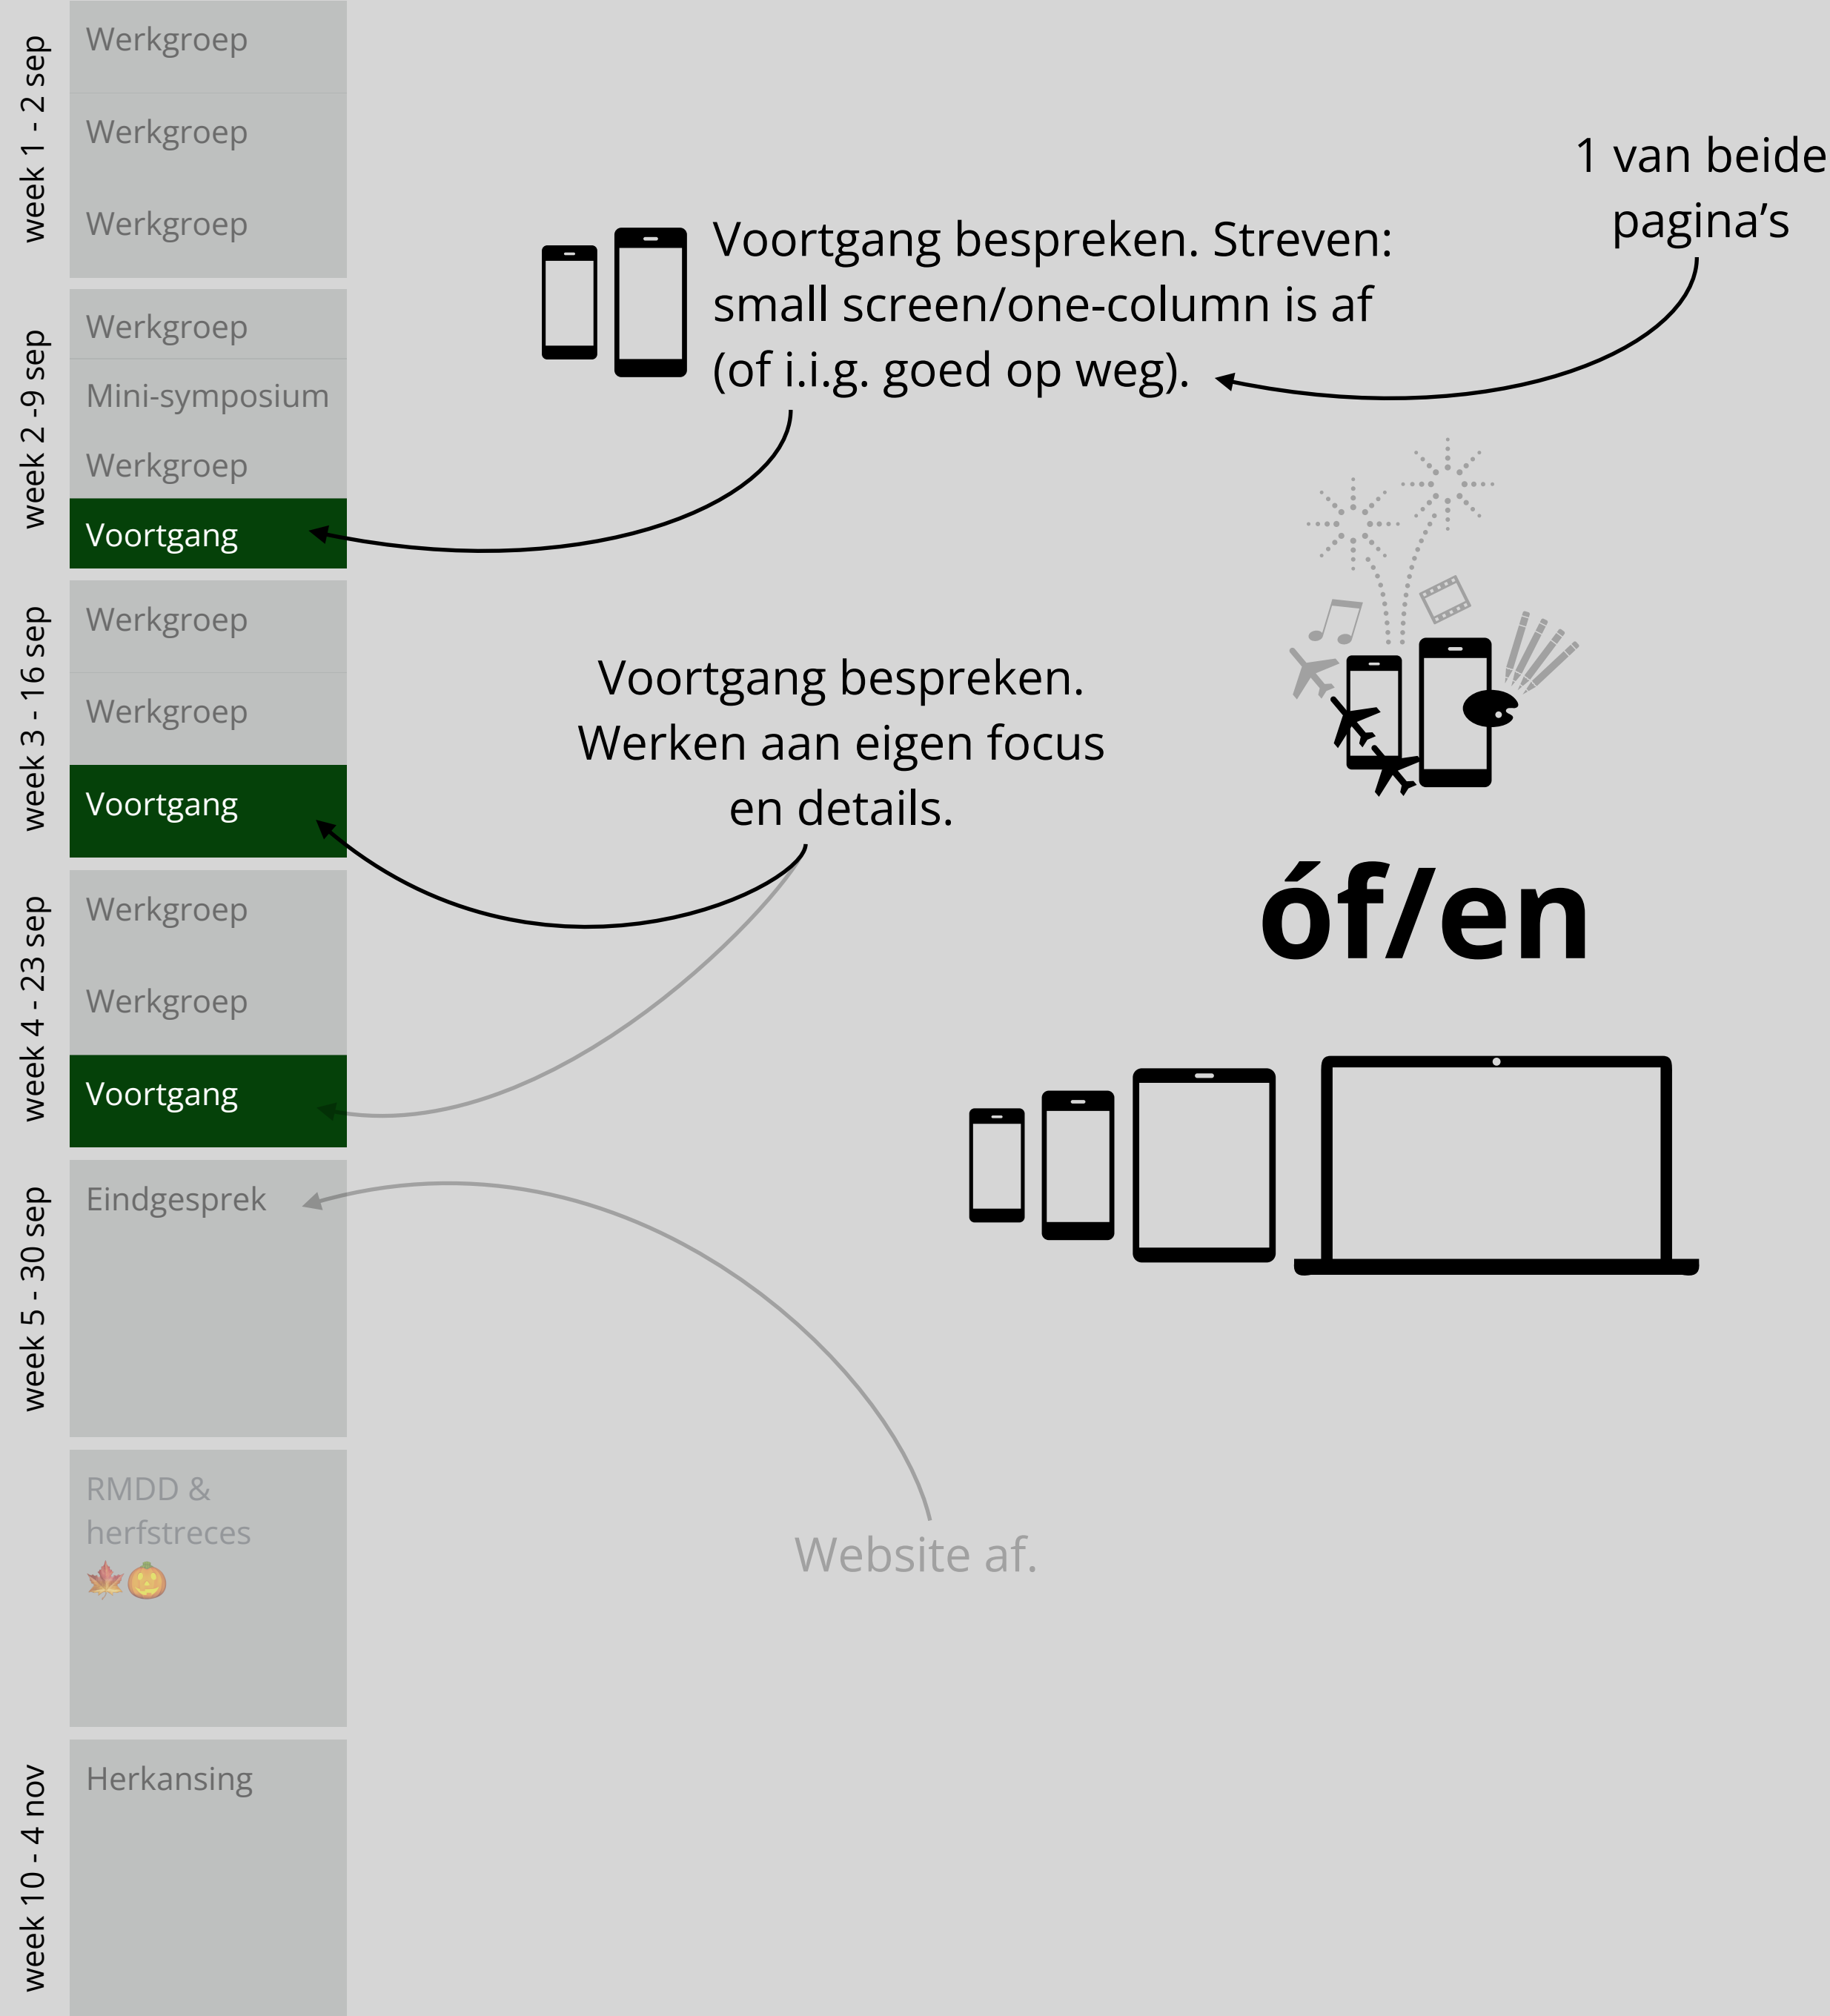 week 1 - 2 sep
Werkgroep
Werkgroep
Werkgroep
week 2 -9 sep
Werkgroep
Mini-symposium
Werkgroep
Voortgang
week 3 - 16 sep
Werkgroep
Werkgroep
Voortgang
week 4 - 23 sep
Werkgroep
Werkgroep
Voortgang
week 5 - 30 sep
Eindgesprek
RMDD &
herfstreces
week 10 - 4 nov
Herkansing
Voortgang bespreken. Streven:
small screen/one-column is af
(of i.i.g. goed op weg).
1 van beide
pagina’s
Voortgang bespreken.
Werken aan eigen focus
en details.
óf/en
Website af.